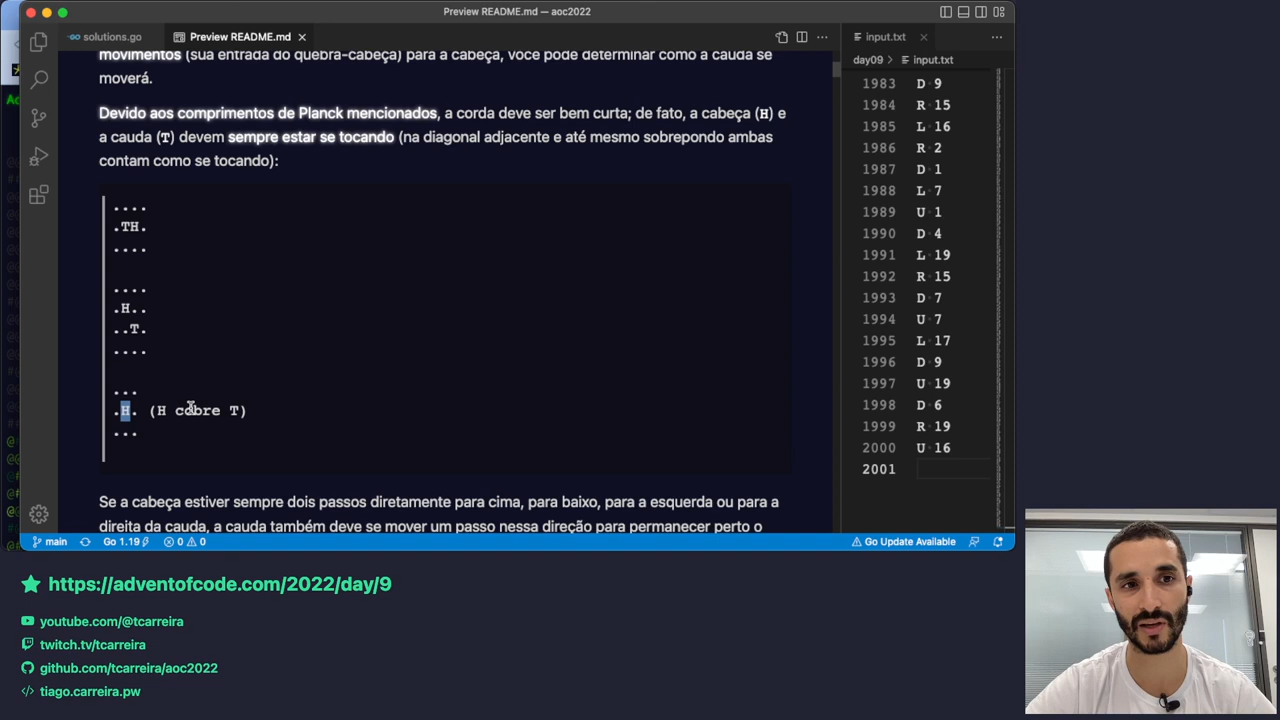 Preview README.md — aoc2022
solutions.go
Preview README.md
input.txt
day09 > input.txt
movimentos (sua entrada do quebra-cabeça) para a cabeça, você pode determinar como a cauda se
moverá.
Devido aos comprimentos de Planck mencionados, a corda deve ser bem curta; de fato, a cabeça (H) e
a cauda (T) devem sempre estar se tocando (na diagonal adjacente e até mesmo sobrepondo ambas
contam como se tocando):
....
.TH.
....
....
.H..
..T.
....
...
.H. (H cobre T)
...
Se a cabeça estiver sempre dois passos diretamente para cima, para baixo, para a esquerda ou para a
direita da cauda, a cauda também deve se mover um passo nessa direção para permanecer perto o
1983 D 9
1984 R 15
1985 L 16
1986 R 2
1987 D 1
1988 L 7
1989 U 1
1990 D 4
1991 L 19
1992 R 15
1993 D 7
1994 U 7
1995 L 17
1996 D 9
1997 U 19
1998 D 6
1999 R 19
2000 U 16
2001
main
Go 1.19
0 0
Go Update Available
https://adventofcode.com/2022/day/9
youtube.com/@tcarreira
twitch.tv/tcarreira
github.com/tcarreira/aoc2022
tiago.carreira.pw